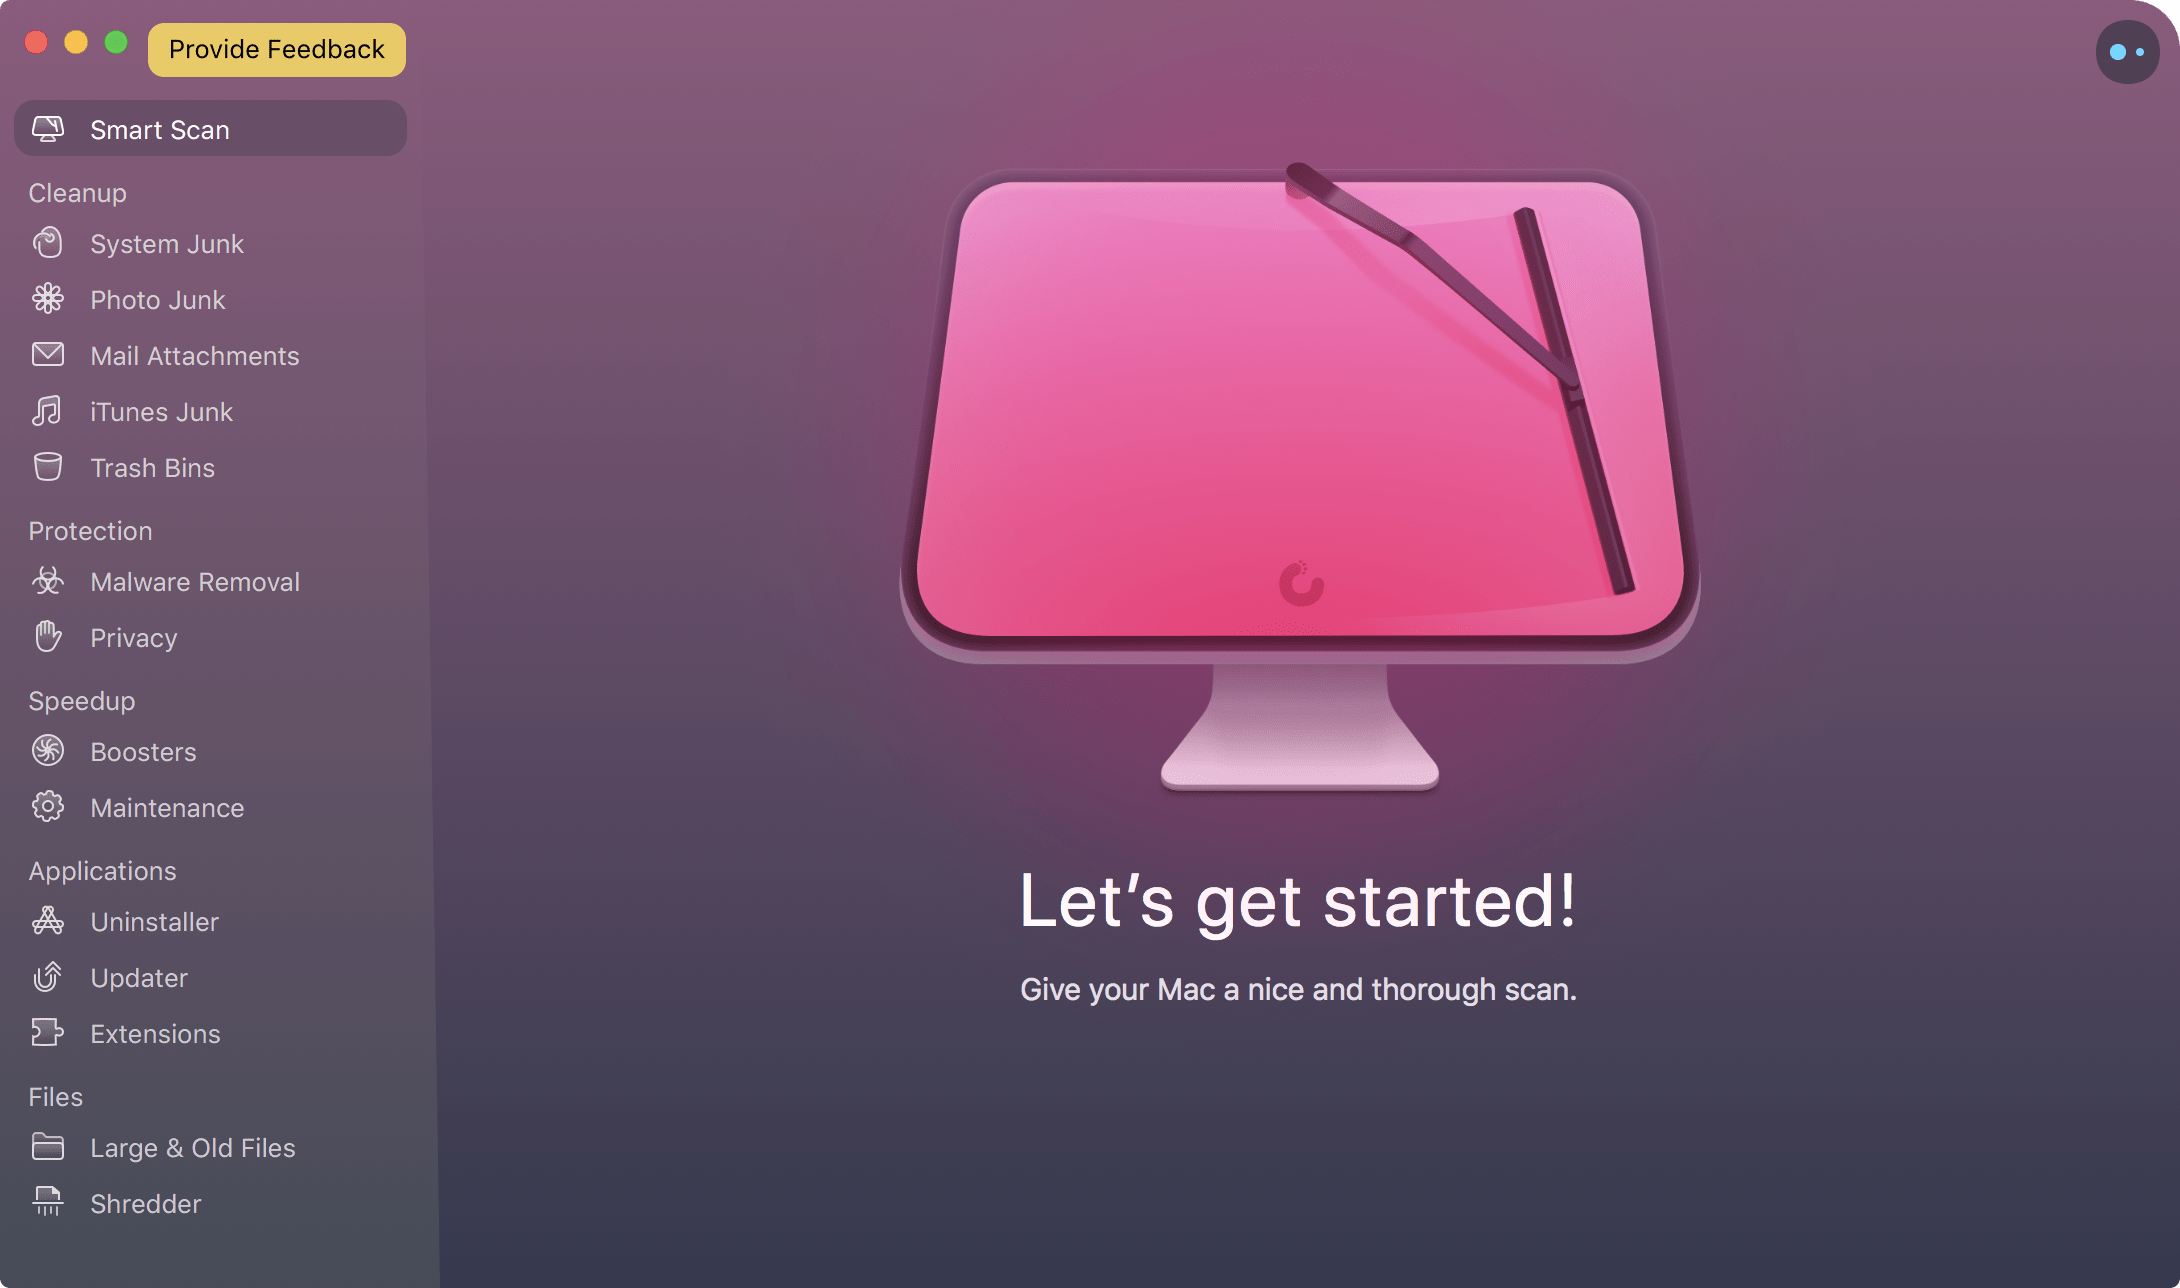 Provide Feedback
Smart Scan
Cleanup
System Junk
Photo Junk
Mail Attachments
iTunes Junk
Trash Bins
Protection
Malware Removal
Privacy
Speedup
Boosters
Maintenance
Applications
Uninstaller
Updater
Extensions
Files
Large & Old Files
Shredder
Let’s get started!
Give your Mac a nice and thorough scan.